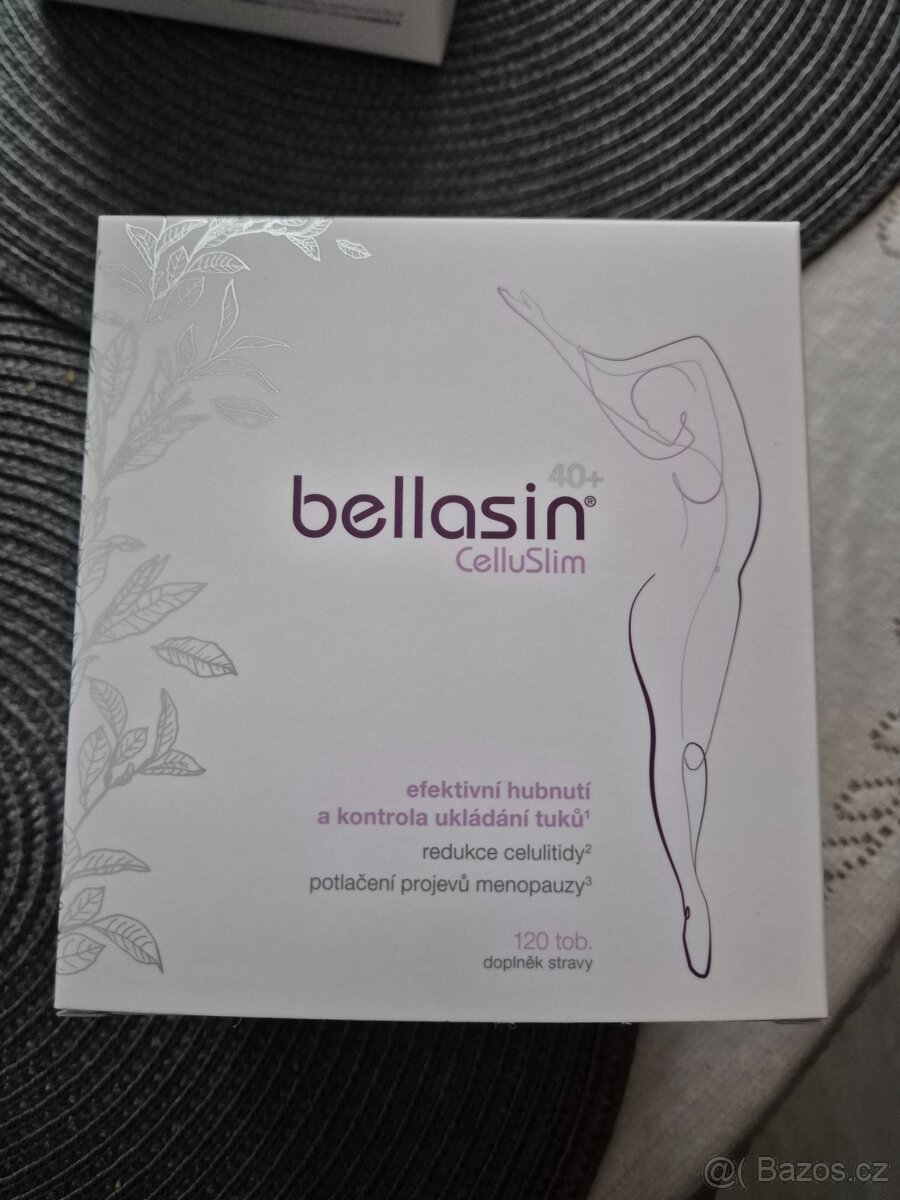 40+
bellasin®
CelluSlim
efektivní hubnutí
a kontrola ukládání tuků¹
redukce celulitidy²
potlačení projevů menopauzy³
120 tob.
doplněk stravy
@( Bazos.cz